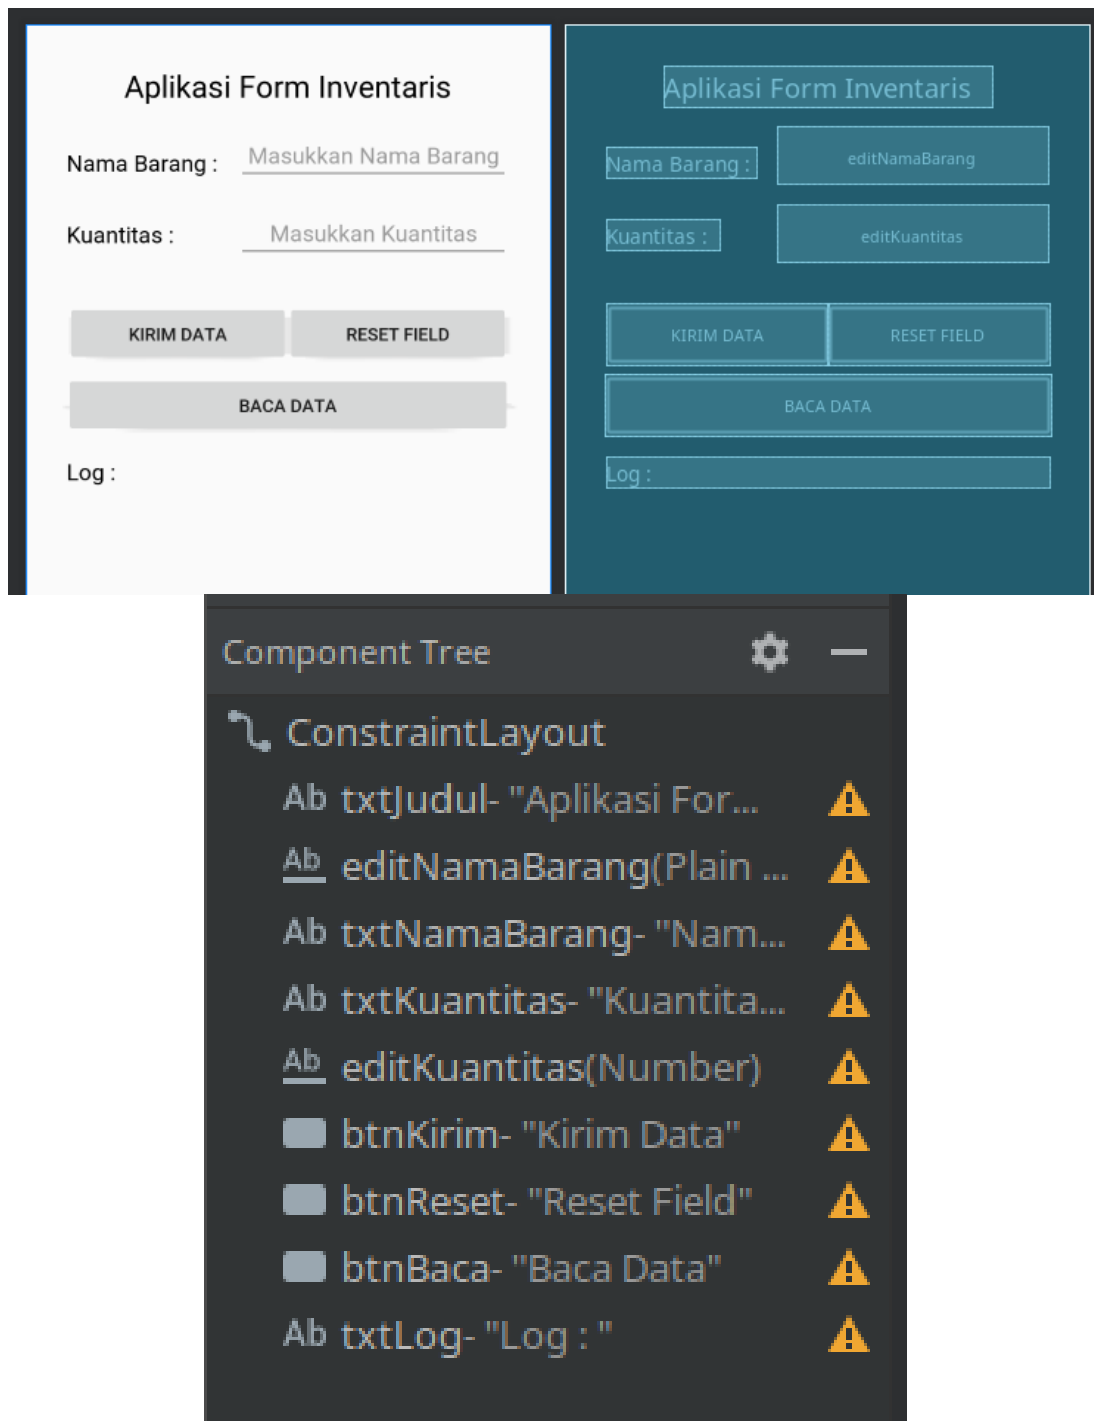 Aplikasi Form Inventaris
Nama Barang :
Masukkan Nama Barang
Kuantitas :
Masukkan Kuantitas
KIRIM DATA
RESET FIELD
BACA DATA
Log :
Aplikasi Form Inventaris
Nama Barang :
editNamaBarang
Kuantitas :
editKuantitas
KIRIM DATA
RESET FIELD
BACA DATA
Log :
Component Tree
ConstraintLayout
Ab txtJudul- "Aplikasi For...
Ab editNamaBarang(Plain ...
Ab txtNamaBarang- "Nam...
Ab txtKuantitas- "Kuantita...
Ab editKuantitas(Number)
btnKirim- "Kirim Data"
btnReset- "Reset Field"
btnBaca- "Baca Data"
Ab txtLog- "Log : "